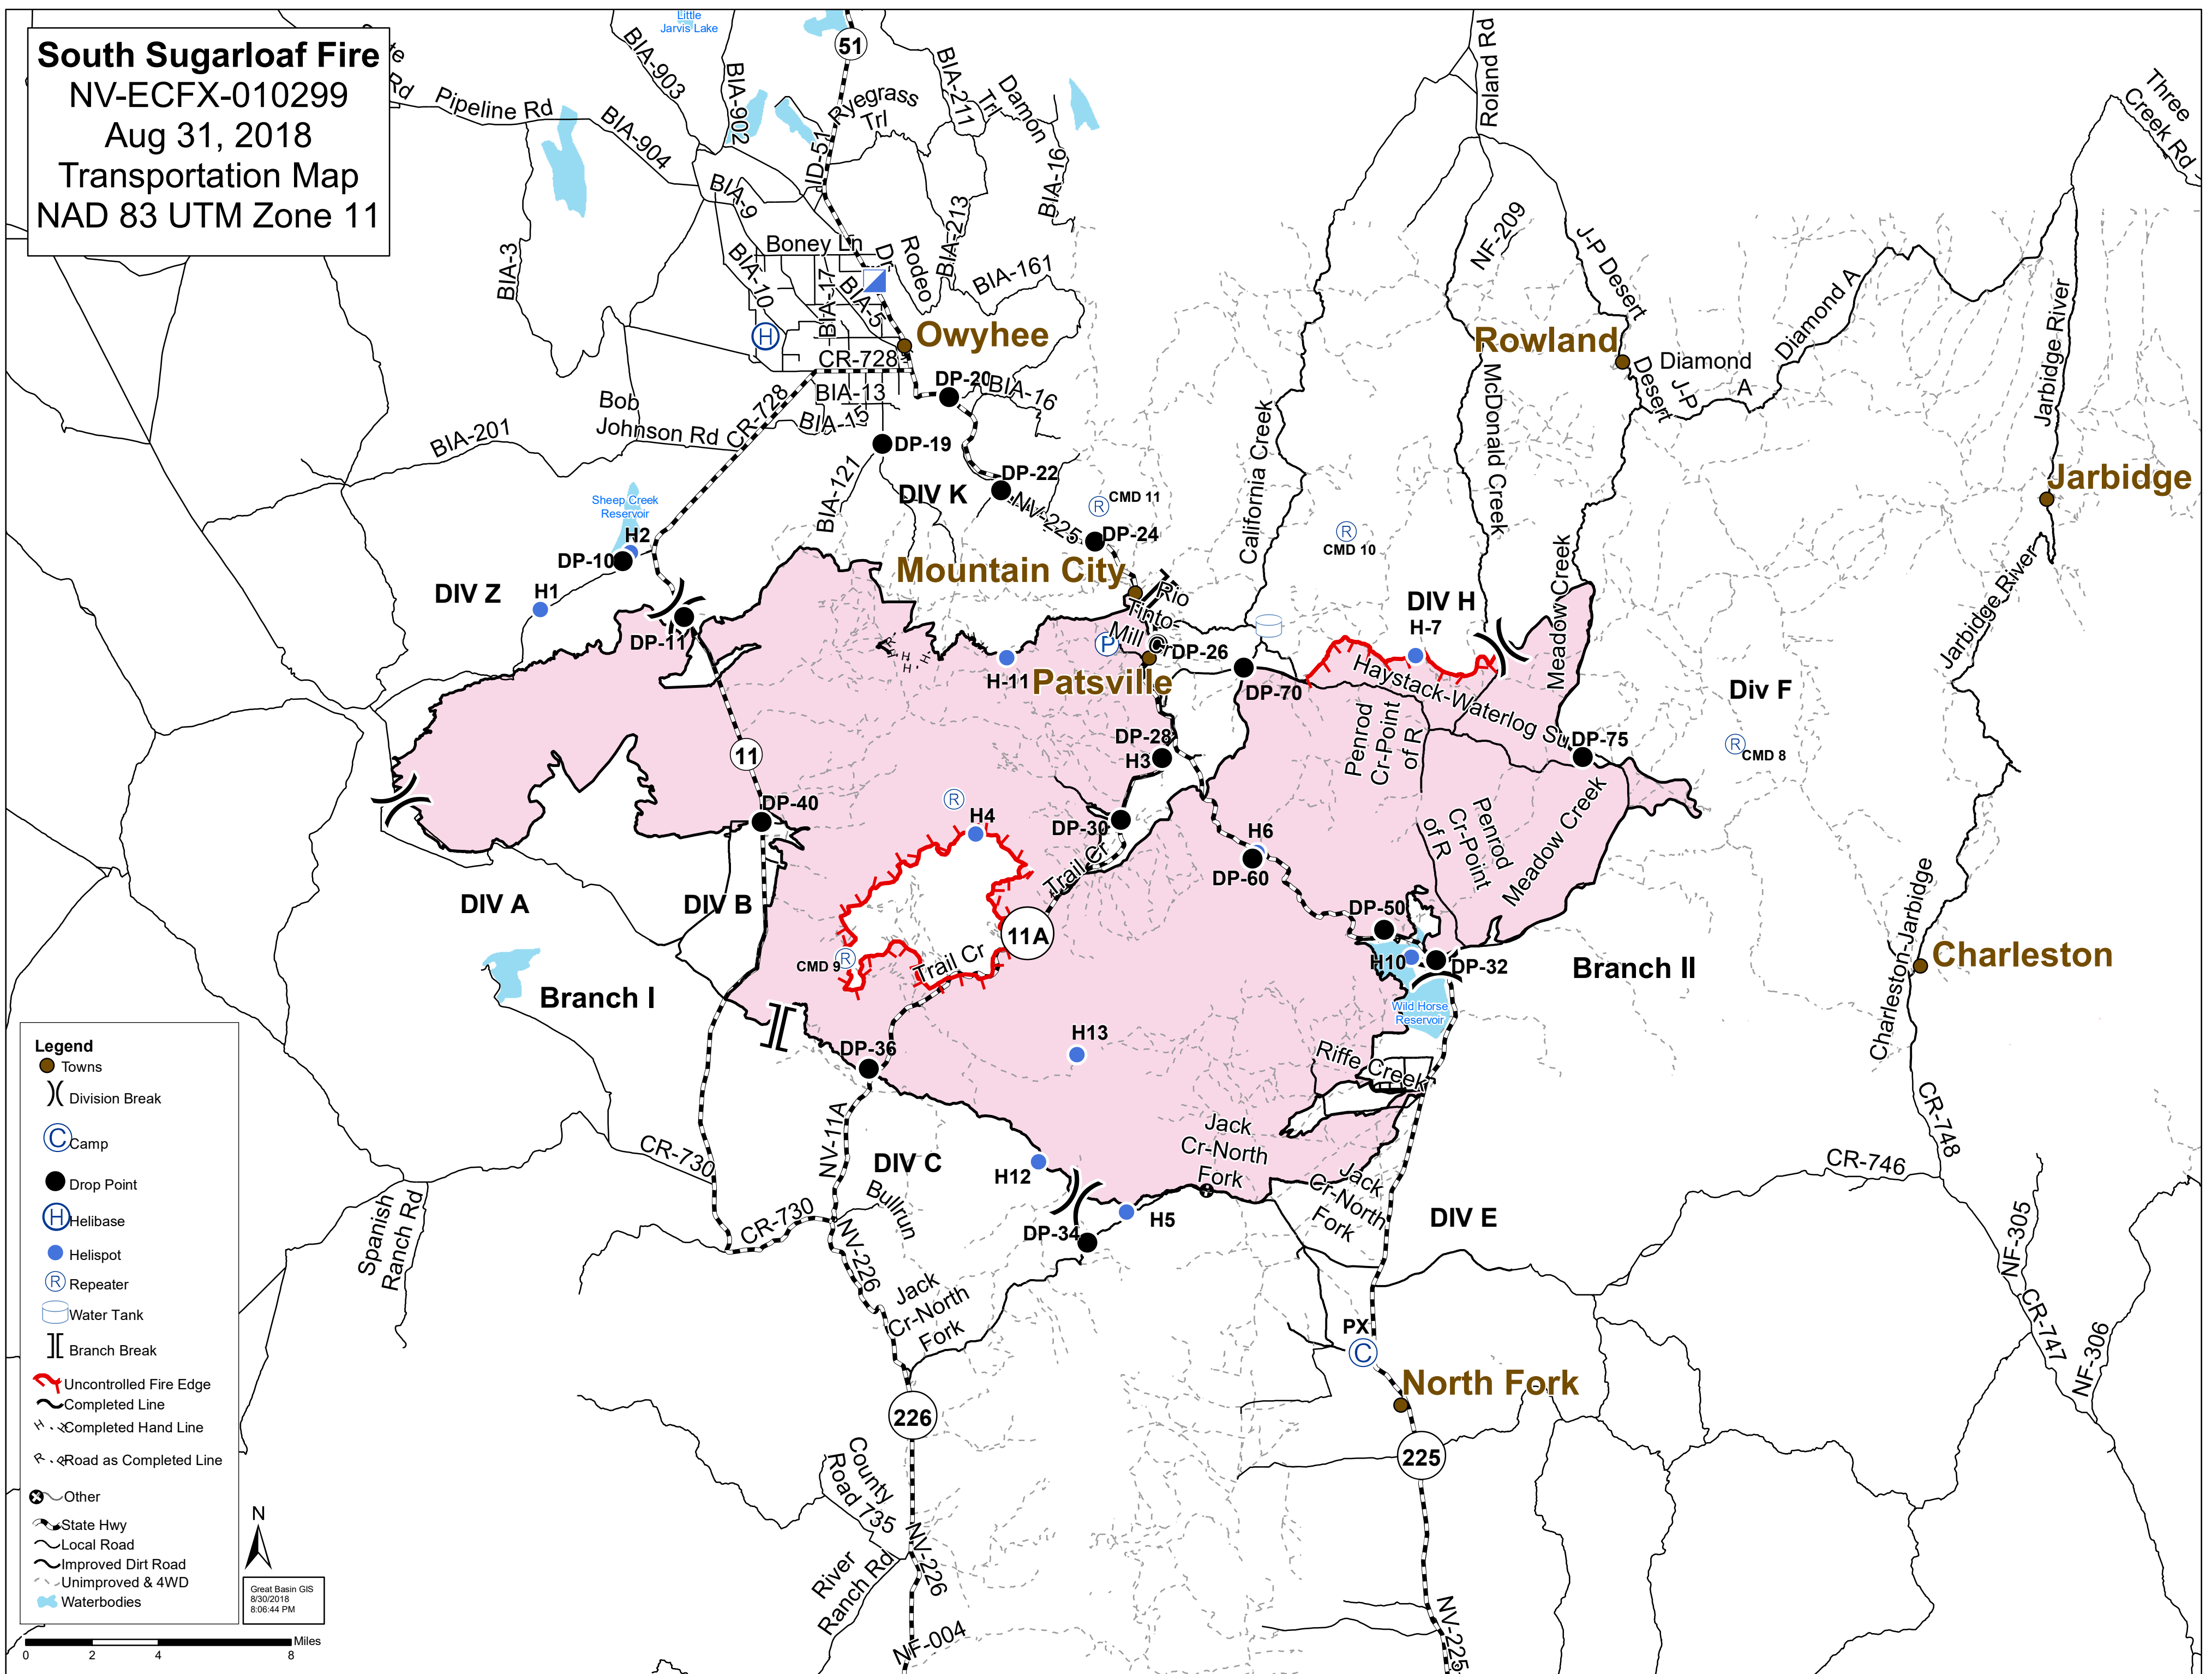 South Sugarloaf Fire
NV-ECFX-010299
Aug 31, 2018
Transportation Map
NAD 83 UTM Zone 11
Rd
Pipeline Rd
BIA-903
BIA-904
BIA-902
Little
Jarvis Lake
51
ID-51
Ryegrass
Trl
BIA-211
Trl
Damon
BIA-16
BIA-9
BIA-3
BIA-10
Boney Ln
BIA-17
BIA-5
Dr
Rodeo
BIA-213
BIA-161
Roland Rd
NF-209
J-P Desert
Three
Creek Rd
H
Owyhee
CR-728
BIA-13
BIA-15
DP-20
BIA-16
Rowland
Desert
J-P
Diamond
A
Diamond A
Jarbidge River
Jarbidge
Bob
Johnson Rd
CR-728
BIA-201
DP-19
BIA-121
DIV K
DP-22
NV-225
R
CMD 11
DP-24
California Creek
R
CMD 10
McDonald Creek
Meadow Creek
Sheep Creek
Reservoir
H2
DP-10
H1
DIV Z
DP-11
Mountain City
Rio
Tinto-
Mill Cr
P
DP-26
H-11
Patsville
DIV H
H-7
DP-70
Haystack-Waterlog Su
Penrod
Cr-Point
of R
DP-75
Div F
R
CMD 8
Jarbidge River
11
DP-28
H3
DP-40
R
H4
DP-30
Trail Cr
H6
DP-60
Penrod
Cr-Point
of R
Meadow Creek
DIV A
DIV B
11A
Trail Cr
CMD 9
R
DP-50
H10
DP-32
Wild Horse
Reservoir
Branch II
Charleston
Charleston-Jarbidge
Branch I
DP-36
H13
Riffe Creek
CR-730
NV-11A
DIV C
H12
Jack
Cr-North
Fork
Jack
Cr-North
Fork
CR-748
CR-746
Spanish
Ranch Rd
CR-730
Bullrun
NV-226
DP-34
H5
DIV E
NF-305
CR-747
NF-306
Jack
Cr-North
Fork
PX
C
North Fork
226
225
County
Road 735
River
Ranch Rd
NV-226
NF-004
NV-225
Legend
Towns
Division Break
C Camp
Drop Point
H Helibase
Helispot
R Repeater
Water Tank
Branch Break
Uncontrolled Fire Edge
Completed Line
H Completed Hand Line
R Road as Completed Line
Other
State Hwy
Local Road
Improved Dirt Road
Unimproved & 4WD
Waterbodies
N
Great Basin GIS
8/30/2018
8:06:44 PM
Miles
0 2 4 8